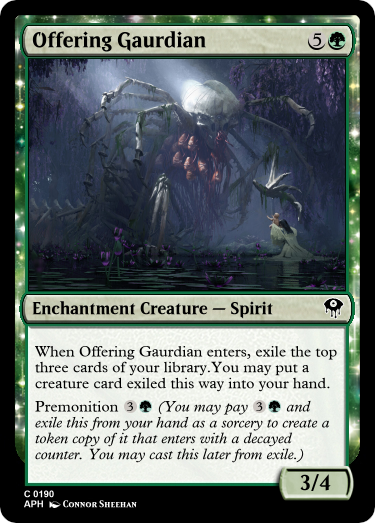 Offering Gaurdian 5
Enchantment Creature — Spirit
When Offering Gaurdian enters, exile the top
three cards of your library.You may put a
creature card exiled this way into your hand.
Premonition 3 (You may pay 3 and
exile this from your hand as a sorcery to create a
token copy of it that enters with a decayed
counter. You may cast this later from exile.)
3/4
C 0190
APH Connor Sheehan